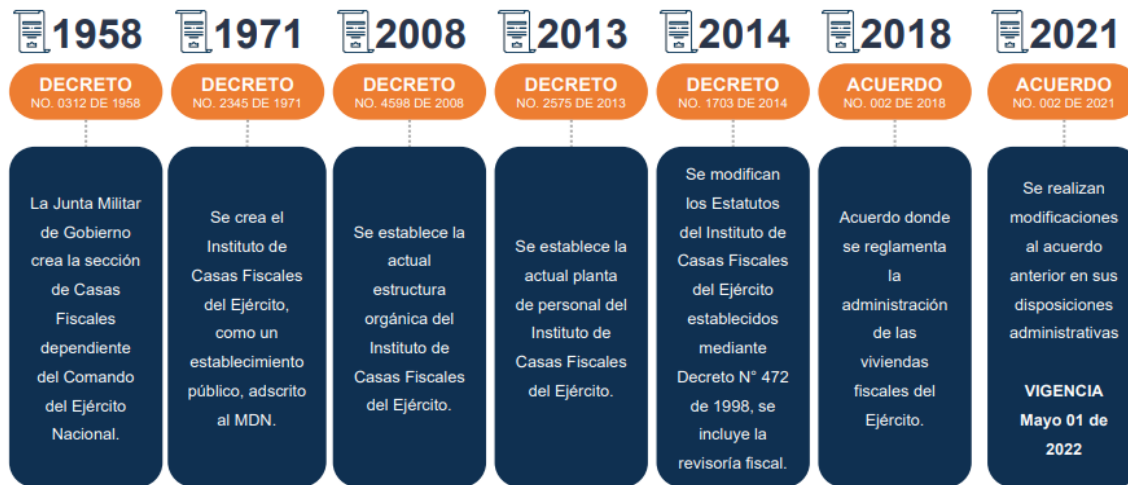 1958
DECRETO
NO. 0312 DE 1958
La Junta Militar
de Gobierno
crea la sección
de Casas
Fiscales
dependiente
del Comando
del Ejército
Nacional.
1971
DECRETO
NO. 2345 DE 1971
Se crea el
Instituto de
Casas Fiscales
del Ejército,
como un
establecimiento
público, adscrito
al MDN.
2008
DECRETO
NO. 4598 DE 2008
Se establece la
actual
estructura
orgánica del
Instituto de
Casas Fiscales
del Ejército.
2013
DECRETO
NO. 2575 DE 2013
Se establece la
actual planta
de personal del
Instituto de
Casas Fiscales
del Ejército.
2014
DECRETO
NO. 1703 DE 2014
Se modifican
los Estatutos
del Instituto de
Casas Fiscales
del Ejército
establecidos
mediante
Decreto N° 472
de 1998, se
incluye la
revisoría fiscal.
2018
ACUERDO
NO. 002 DE 2018
Acuerdo donde
se reglamenta
la
administración
de las
viviendas
fiscales del
Ejército.
2021
ACUERDO
NO. 002 DE 2021
Se realizan
modificaciones
al acuerdo
anterior en sus
disposiciones
administrativas
VIGENCIA
Mayo 01 de
2022